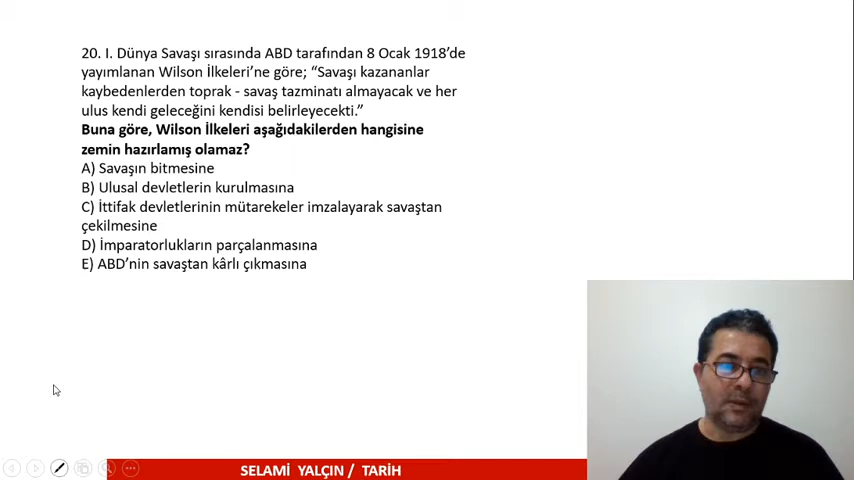 20. I. Dünya Savaşı sırasında ABD tarafından 8 Ocak 1918’de
yayımlanan Wilson İlkeleri’ne göre; “Savaşı kazananlar
kaybedenlerden toprak - savaş tazminatı almayacak ve her
ulus kendi geleceğini kendisi belirleyecekti.”
Buna göre, Wilson İlkeleri aşağıdakilerden hangisine
zemin hazırlamış olamaz?
A) Savaşın bitmesine
B) Ulusal devletlerin kurulmasına
C) İttifak devletlerinin mütarekeler imzalayarak savaştan
çekilmesine
D) İmparatorlukların parçalanmasına
E) ABD’nin savaştan kârlı çıkmasına
SELAMİ YALÇIN / TARİH